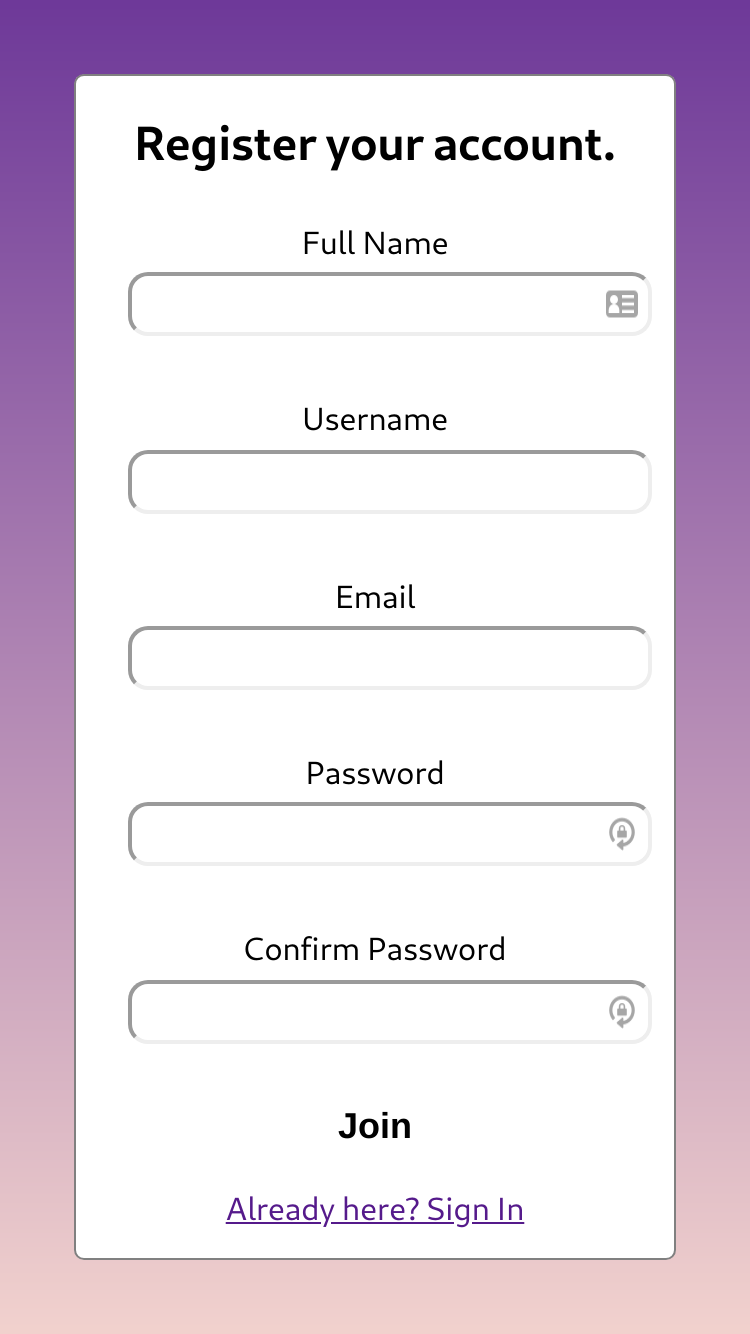 Register your account.
Full Name
Username
Email
Password
Confirm Password
Join
Already here? Sign In